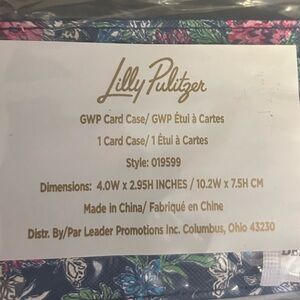 Lilly Pulitzer
GWP Card Case/ GWP Étui à Cartes
1 Card Case/ 1 Étui à Cartes
Style: 019599
Dimensions: 4.0W x 2.95H INCHES / 10.2W x 7.5H CM
Made in China/ Fabriqué en Chine
Distr. By/Par Leader Promotions Inc. Columbus, Ohio 43230